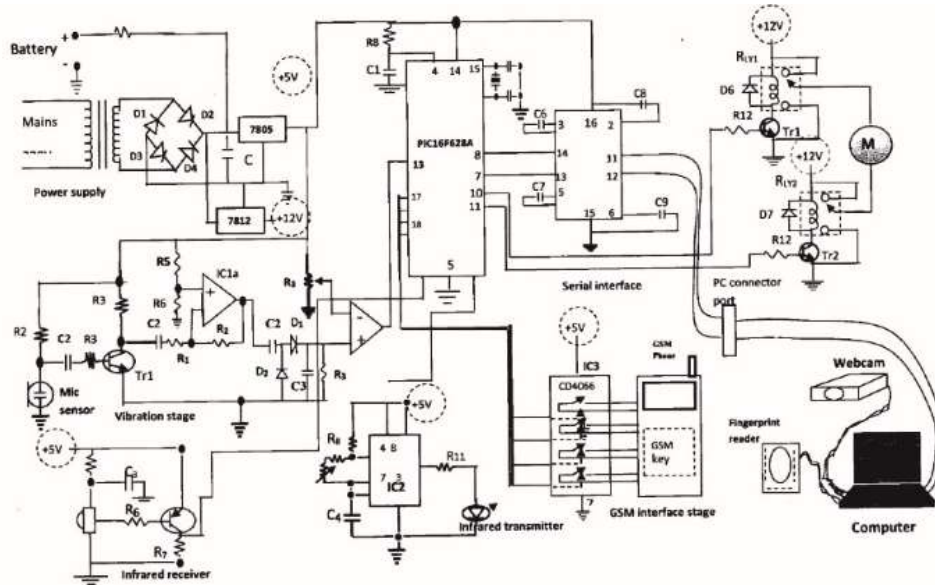 Battery
+
-
R8
+5V
C1
4
14
15
PIC16F628A
C8
+12V
RLY1
D6
R12
Tr1
M
Mains
D1
D2
D3
D4
7805
C
7812
+12V
Power supply
C6
3
16
2
13
8
14
11
7
13
12
17
10
C7
5
18
11
15
6
C9
5
+12V
RLY2
D7
R12
Tr2
Serial interface
PC connector
port
R5
IC1a
R6
R3
R2
C2
R3
C2
R1
R2
C2
D1
D2
C3
R3
Tr1
Mic
sensor
Vibration stage
+5V
IC3
CD4066
7
GSM
Phone
GSM
key
GSM interface stage
Webcam
Fingerprint
reader
Computer
+5V
R6
R7
Infrared receiver
+5V
R8
4
8
7
3
IC2
C4
R11
Infrared transmitter